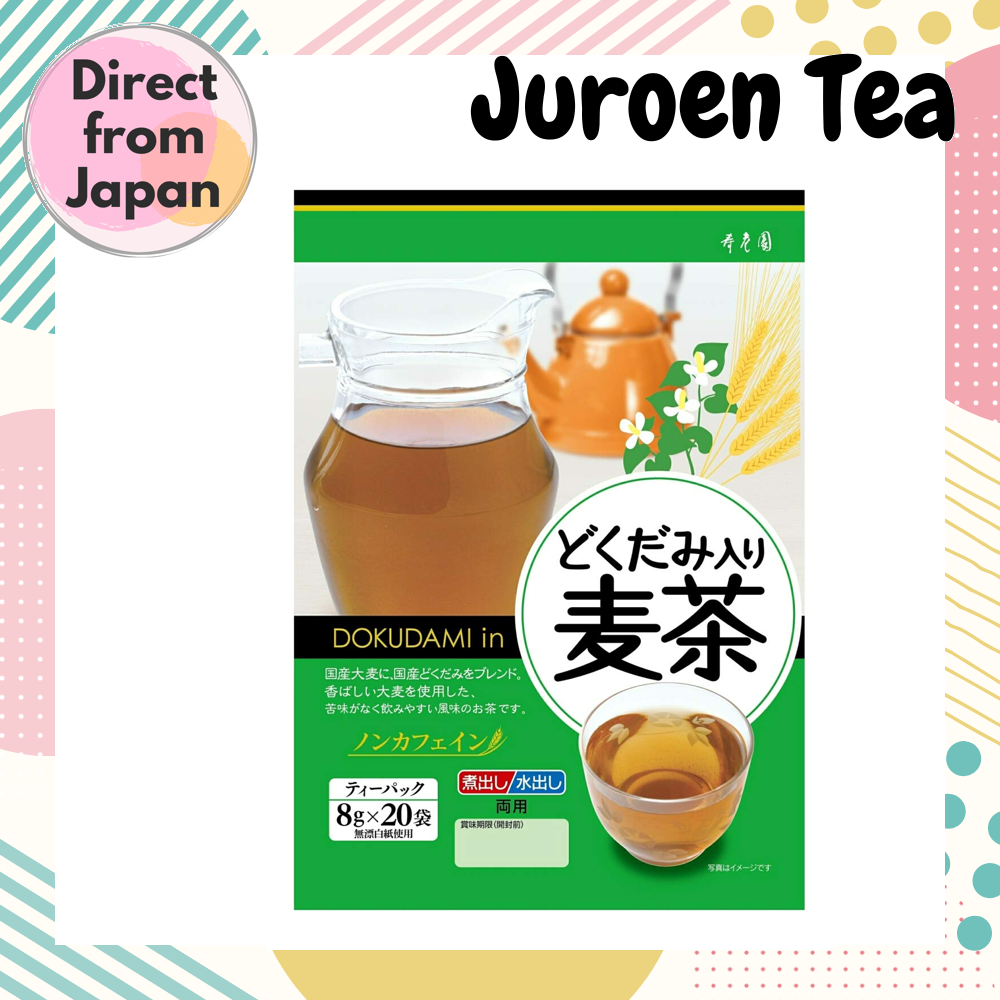 Direct
from
Japan
Juroen Tea
寿老園
どくだみ入り
麦茶
DOKUDAMI in
国産大麦に、国産どくだみをブレンド。
香ばしい大麦を使用した、
苦味がなく飲みやすい風味のお茶です。
ノンカフェイン
ティーパック
8g×20袋
無漂白紙使用
煮出し/水出し
両用
賞味期限(開封前)
写真はイメージです